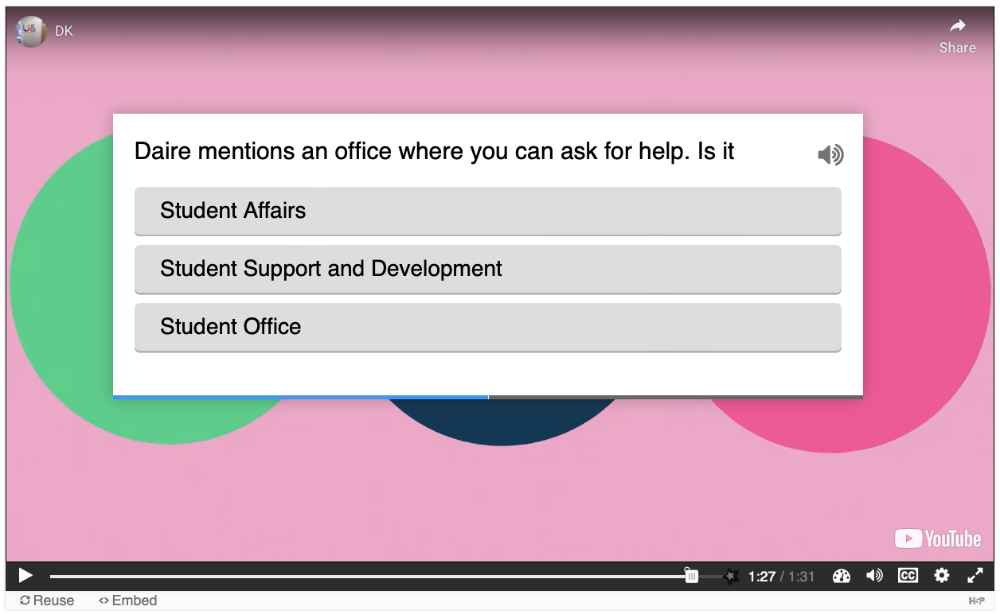 U&
DK
Share
Daire mentions an office where you can ask for help. Is it
Student Affairs
Student Support and Development
Student Office
YouTube
1:27 / 1:31
CC
Reuse
<> Embed
H5P